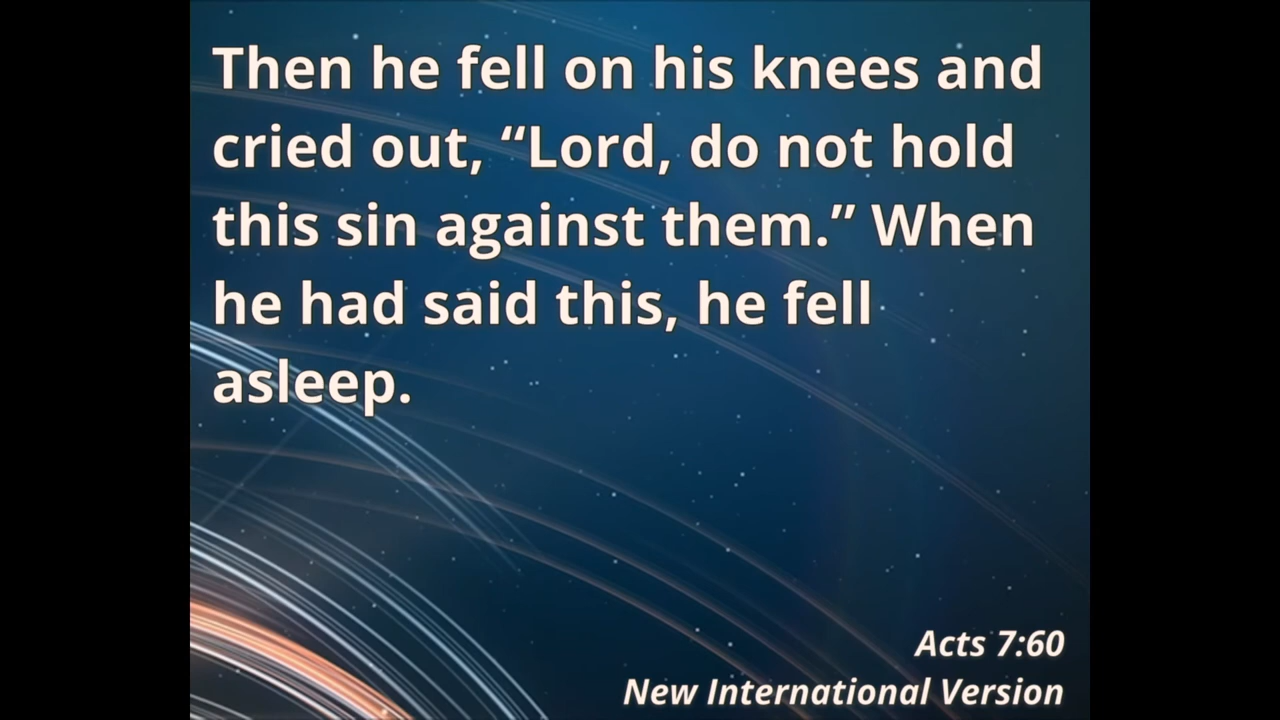 Then he fell on his knees and
cried out, “Lord, do not hold
this sin against them.” When
he had said this, he fell
asleep.
Acts 7:60
New International Version